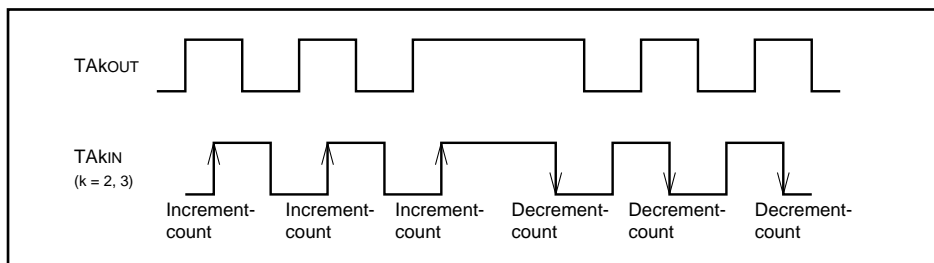 TAkOUT
TAkIN
(k = 2, 3)
Increment-
count
Increment-
count
Increment-
count
Decrement-
count
Decrement-
count
Decrement-
count